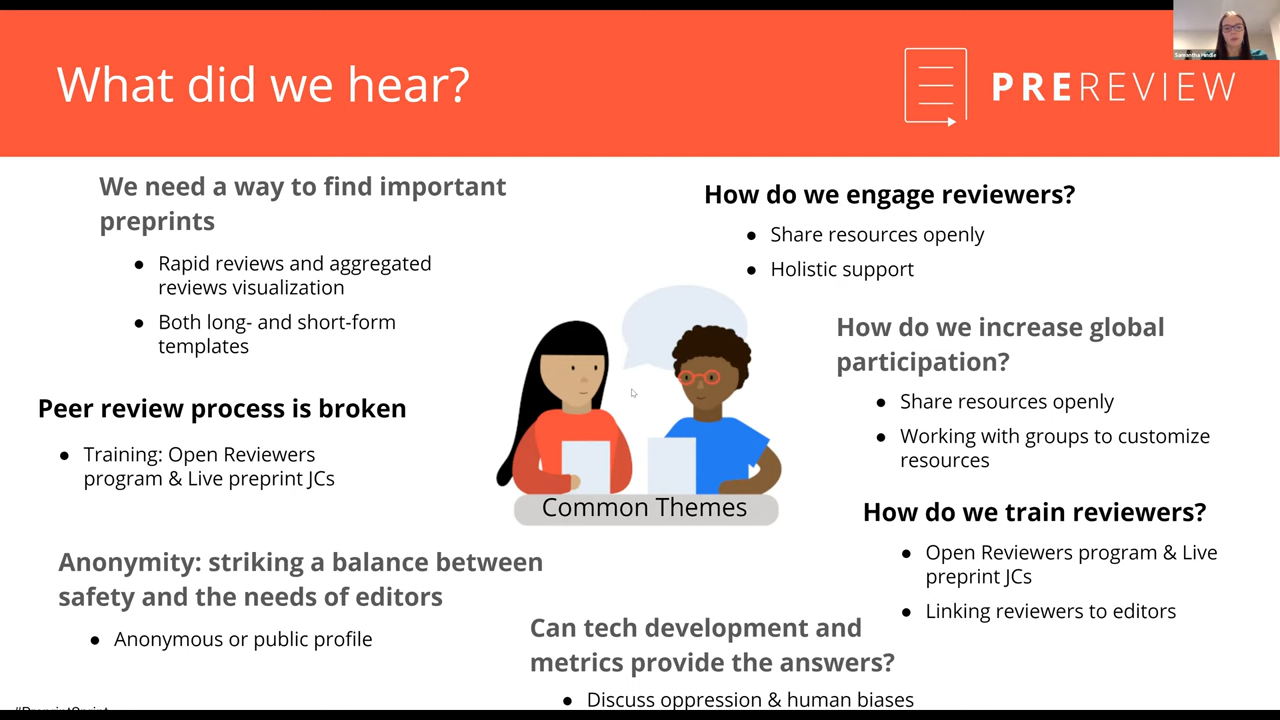 What did we hear?
PREREVIEW
Samantha Hindle
We need a way to find important
preprints
● Rapid reviews and aggregated
reviews visualization
● Both long- and short-form
templates
Peer review process is broken
● Training: Open Reviewers
program & Live preprint JCs
Anonymity: striking a balance between
safety and the needs of editors
● Anonymous or public profile
How do we engage reviewers?
● Share resources openly
● Holistic support
How do we increase global
participation?
● Share resources openly
● Working with groups to customize
resources
How do we train reviewers?
● Open Reviewers program & Live
preprint JCs
● Linking reviewers to editors
Common Themes
Can tech development and
metrics provide the answers?
● Discuss oppression & human biases
#PreprintSprint